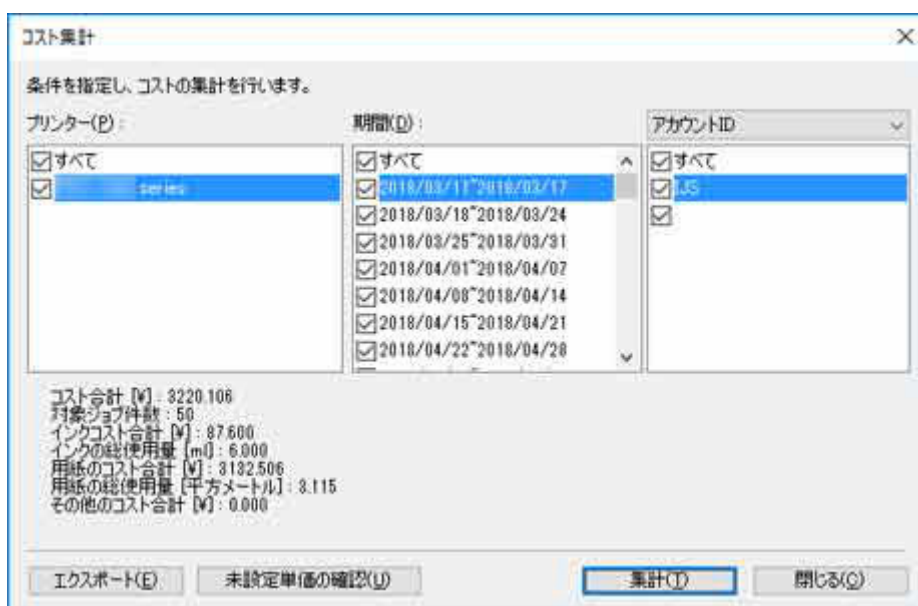 コスト集計
条件を指定し、コストの集計を行います。
プリンター(P):
すべて
series
期間(D):
すべて
2018/03/11~2018/03/17
2018/03/18~2018/03/24
2018/03/25~2018/03/31
2018/04/01~2018/04/07
2018/04/08~2018/04/14
2018/04/15~2018/04/21
2018/04/22~2018/04/28
アカウントID
すべて
IJS
コスト合計 [¥] : 3220.106
対象ジョブ件数 : 50
インクコスト合計 [¥] : 87.600
インクの総使用量 [ml] : 6.000
用紙のコスト合計 [¥] : 3132.506
用紙の総使用量 [平方メートル] : 3.115
その他のコスト合計 [¥] : 0.000
エクスポート(E)
未設定単価の確認(U)
集計(T)
閉じる(C)